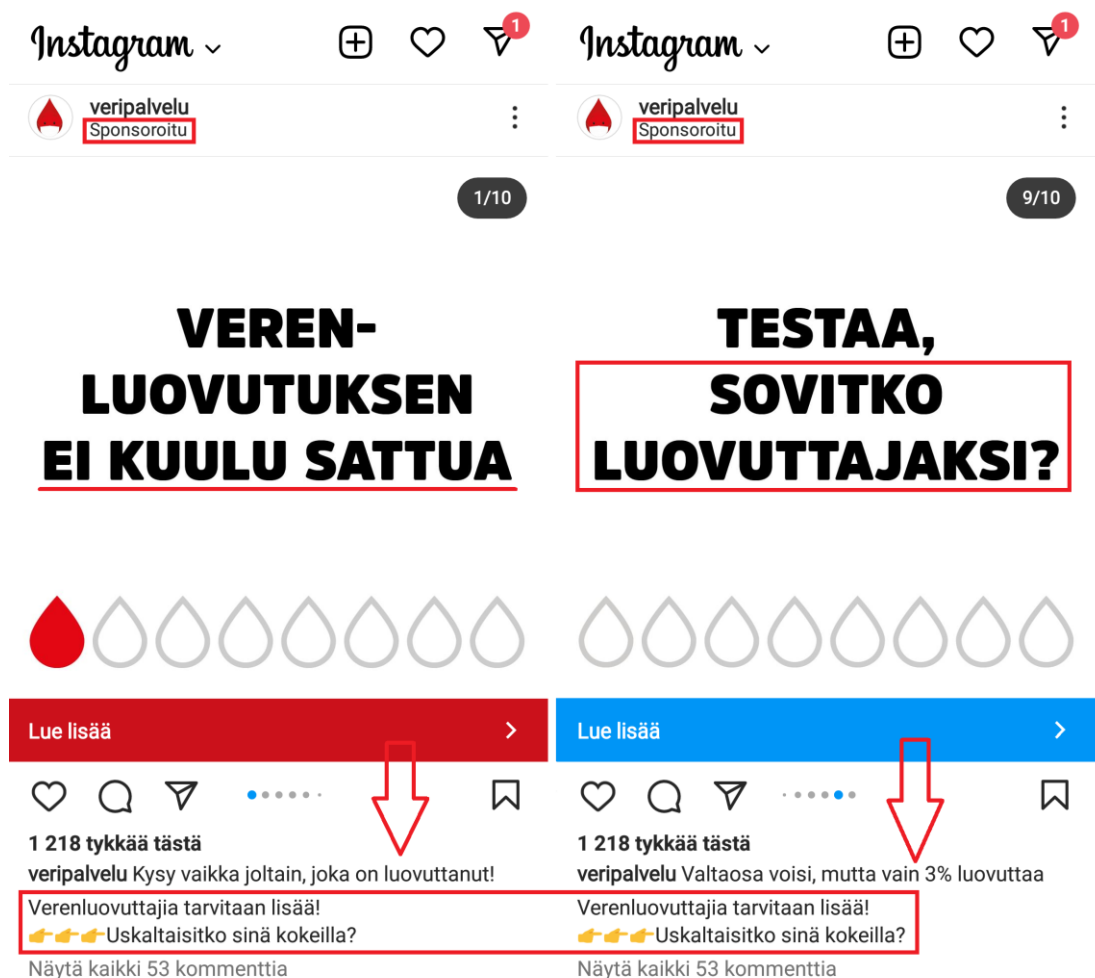 Instagram
1
veripalvelu
Sponsoroitu
1/10
VEREN-
LUOVUTUKSEN
EI KUULU SATTUA
Lue lisää
1 218 tykkää tästä
veripalvelu Kysy vaikka joltain, joka on luovuttanut!
Verenluovuttajia tarvitaan lisää!
👉👉👉Uskaltaisitko sinä kokeilla?
Näytä kaikki 53 kommenttia
Instagram
1
veripalvelu
Sponsoroitu
9/10
TESTAA,
SOVITKO
LUOVUTTAJAKSI?
Lue lisää
1 218 tykkää tästä
veripalvelu Valtaosa voisi, mutta vain 3% luovuttaa
Verenluovuttajia tarvitaan lisää!
👉👉👉Uskaltaisitko sinä kokeilla?
Näytä kaikki 53 kommenttia